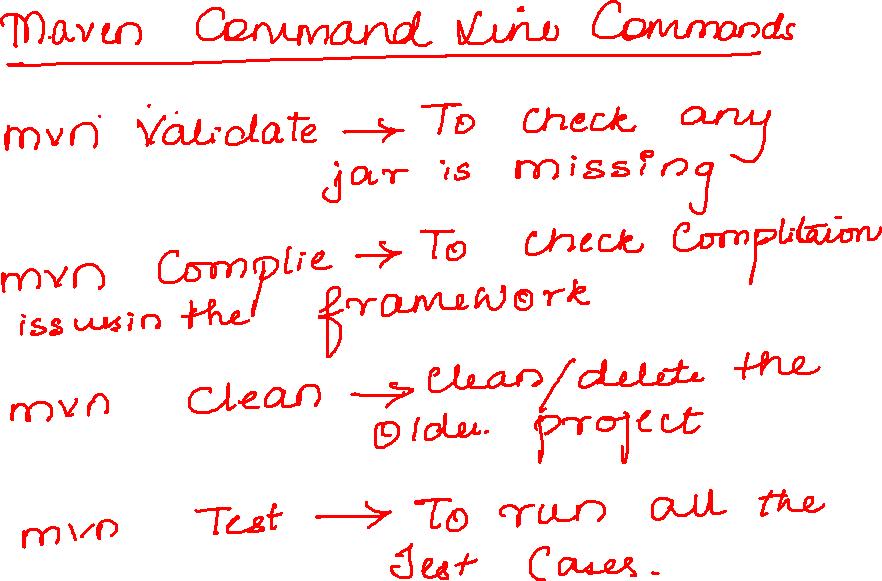 Maven Command Line Commands
mvn Validate → To check any
jar is missing
mvn Complie → To check Complitaion
issusin the framework
mvn Clean → Clean/delete the
older project
mvn Test → To run all the
Test Cases.